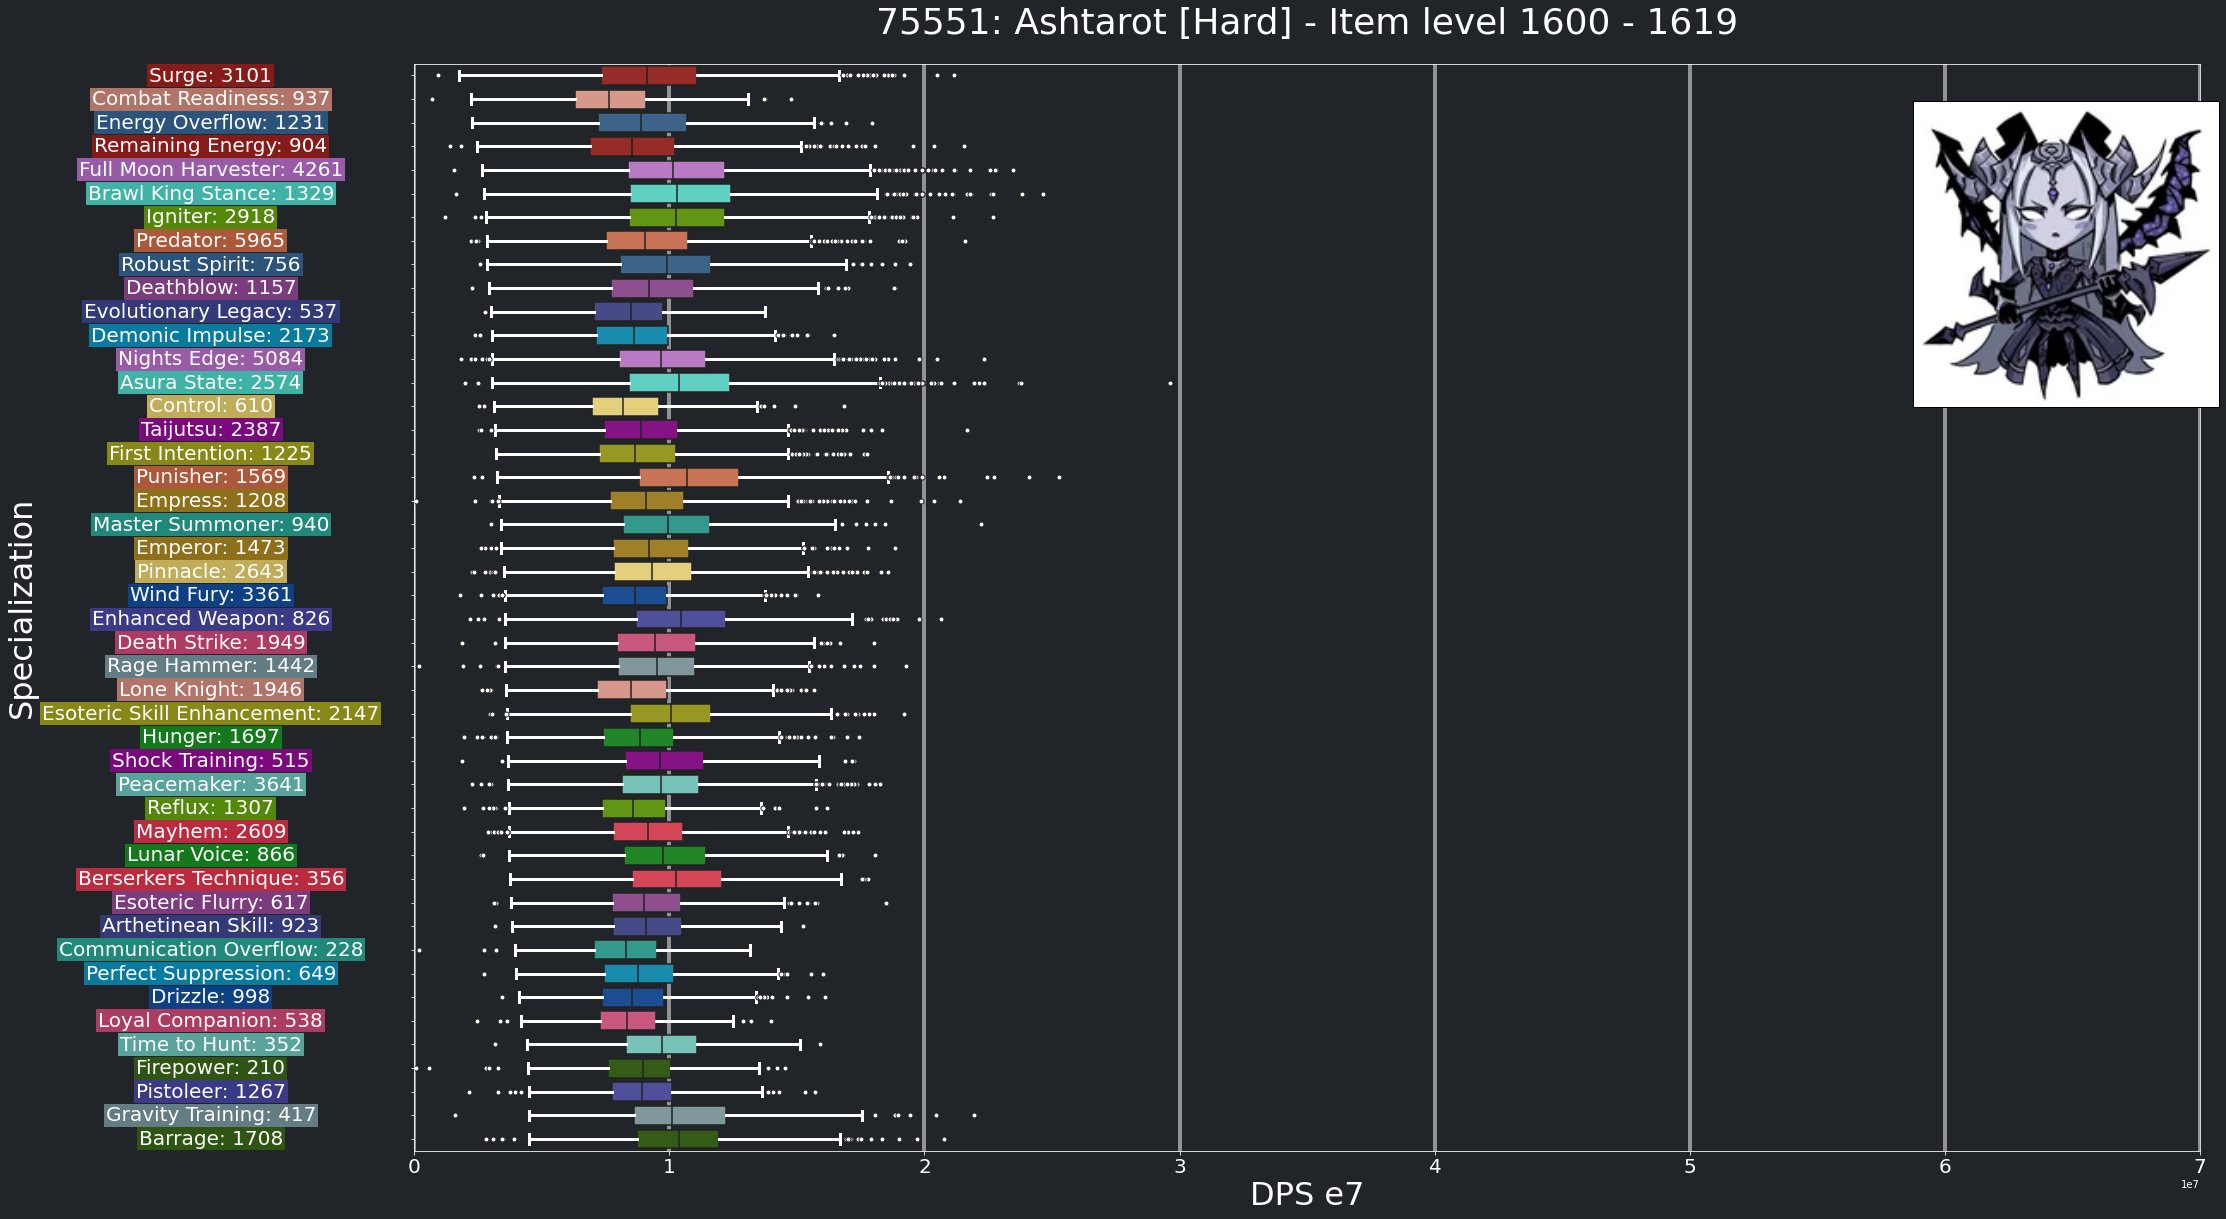 75551: Ashtarot [Hard] - Item level 1600 - 1619
Specialization
Surge: 3101
Combat Readiness: 937
Energy Overflow: 1231
Remaining Energy: 904
Full Moon Harvester: 4261
Brawl King Stance: 1329
Igniter: 2918
Predator: 5965
Robust Spirit: 756
Deathblow: 1157
Evolutionary Legacy: 537
Demonic Impulse: 2173
Nights Edge: 5084
Asura State: 2574
Control: 610
Taijutsu: 2387
First Intention: 1225
Punisher: 1569
Empress: 1208
Master Summoner: 940
Emperor: 1473
Pinnacle: 2643
Wind Fury: 3361
Enhanced Weapon: 826
Death Strike: 1949
Rage Hammer: 1442
Lone Knight: 1946
Esoteric Skill Enhancement: 2147
Hunger: 1697
Shock Training: 515
Peacemaker: 3641
Reflux: 1307
Mayhem: 2609
Lunar Voice: 866
Berserkers Technique: 356
Esoteric Flurry: 617
Arthetinean Skill: 923
Communication Overflow: 228
Perfect Suppression: 649
Drizzle: 998
Loyal Companion: 538
Time to Hunt: 352
Firepower: 210
Pistoleer: 1267
Gravity Training: 417
Barrage: 1708
0 1 2 3 4 5 6 7
1e7
DPS e7